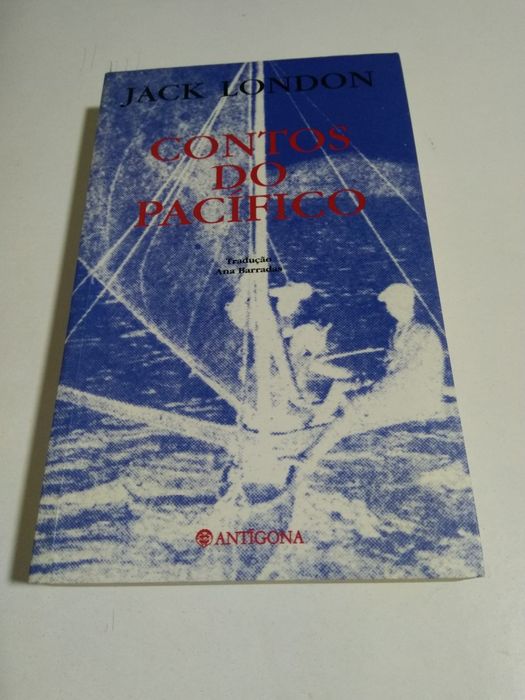 JACK LONDON
CONTOS
DO
PACÍFICO
Tradução
Ana Barradas
ANTÍGONA